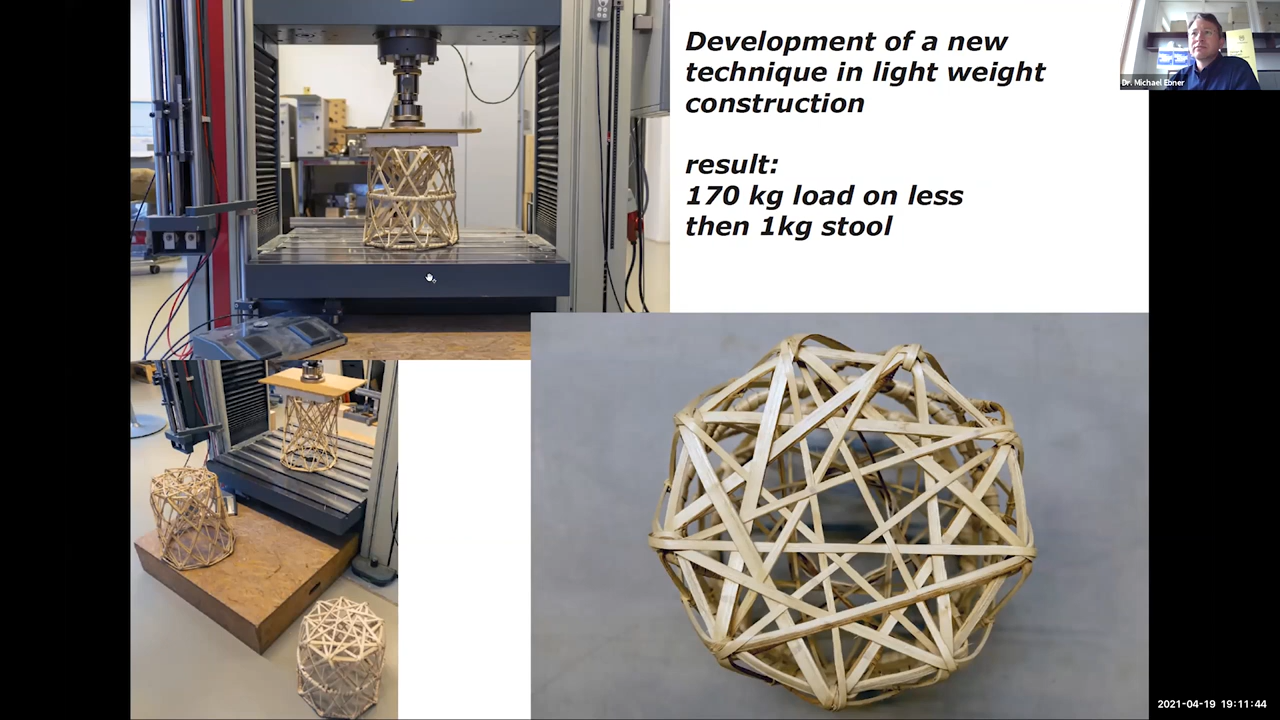 Development of a new
technique in light weight
construction
result:
170 kg load on less
then 1kg stool
Dr. Michael Ebner
2021-04-19 19:11:44